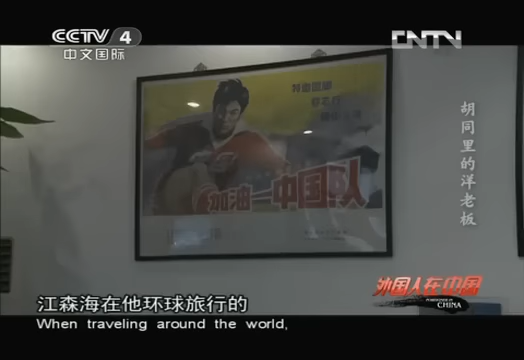 CCTV 4
中文国际
CNTV
胡同里的洋老板
加油 中国队
外国人在中国
CHINA
江森海在他环球旅行的
When traveling around the world,